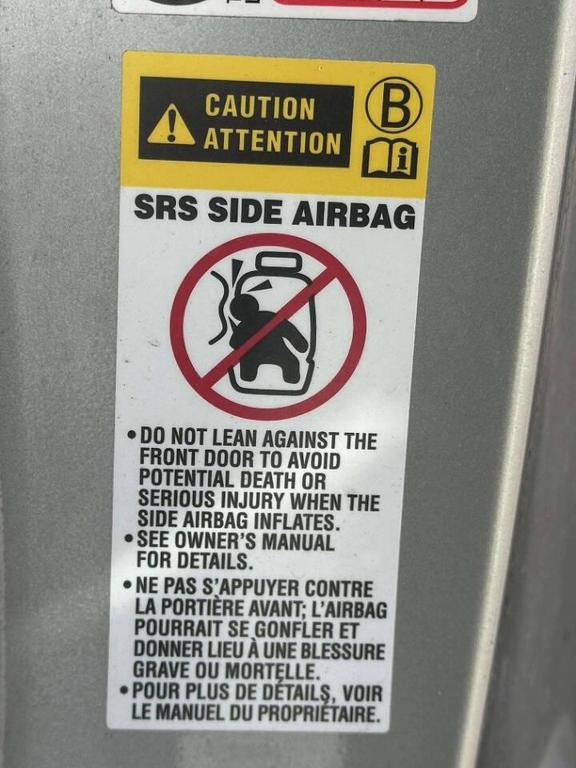 CAUTION
ATTENTION
B
i
SRS SIDE AIRBAG
• DO NOT LEAN AGAINST THE
FRONT DOOR TO AVOID
POTENTIAL DEATH OR
SERIOUS INJURY WHEN THE
SIDE AIRBAG INFLATES.
• SEE OWNER'S MANUAL
FOR DETAILS.
• NE PAS S'APPUYER CONTRE
LA PORTIÈRE AVANT; L'AIRBAG
POURRAIT SE GONFLER ET
DONNER LIEU À UNE BLESSURE
GRAVE OU MORTELLE.
• POUR PLUS DE DÉTAILS, VOIR
LE MANUEL DU PROPRIÉTAIRE.